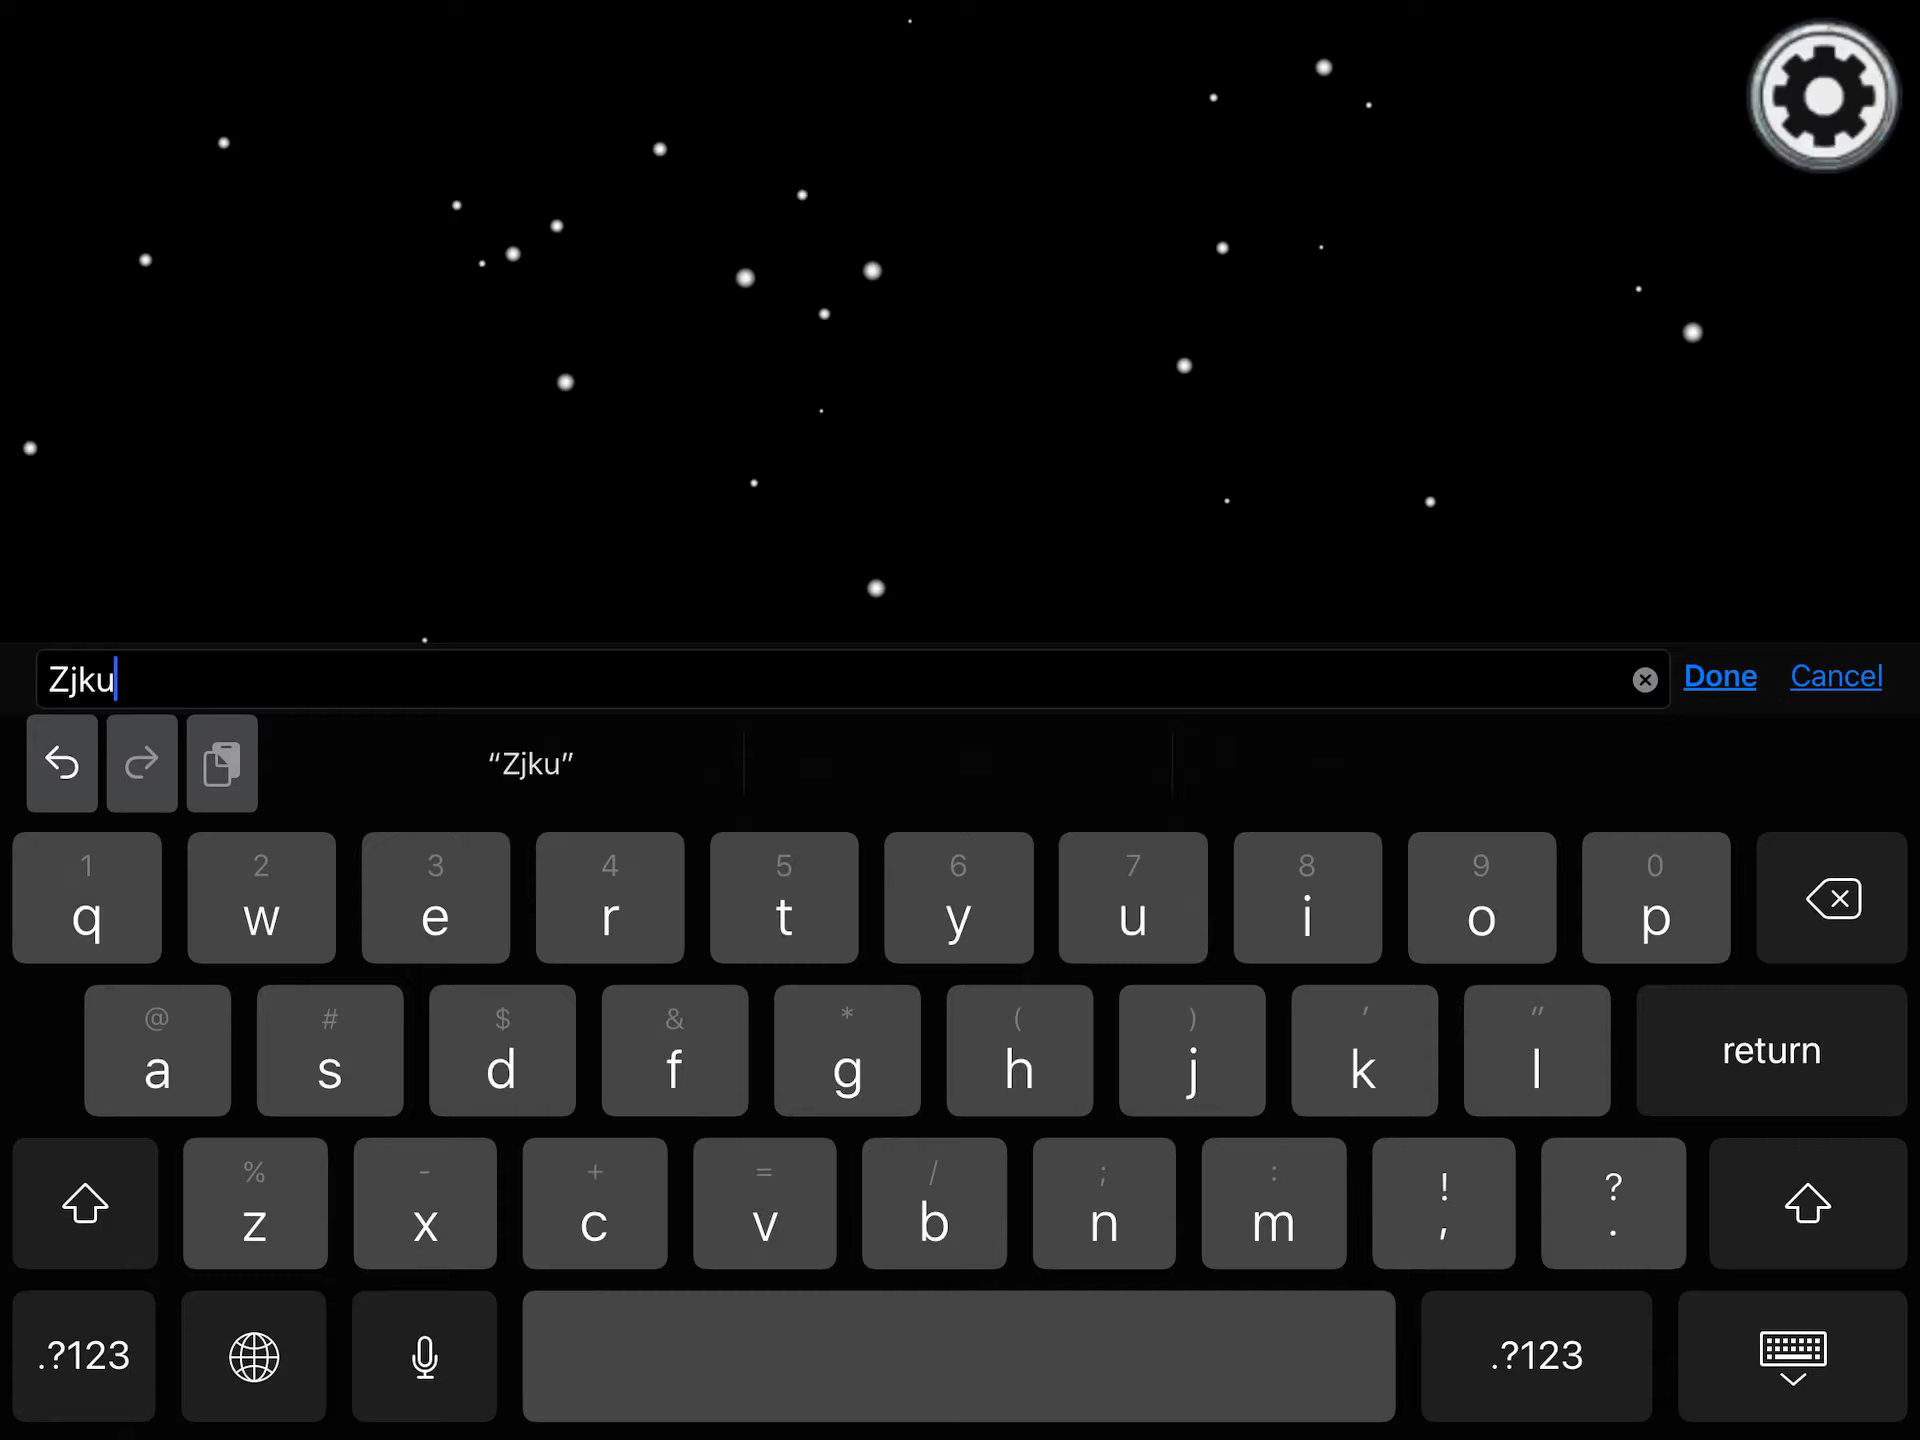 Zjku
Done Cancel
“Zjku”
1 2 3 4 5 6 7 8 9 0
q w e r t y u i o p
@ # $ & * ( ) ' "
a s d f g h j k l return
% - + = / ; : ! ?
z x c v b n m , .
.?123 .?123